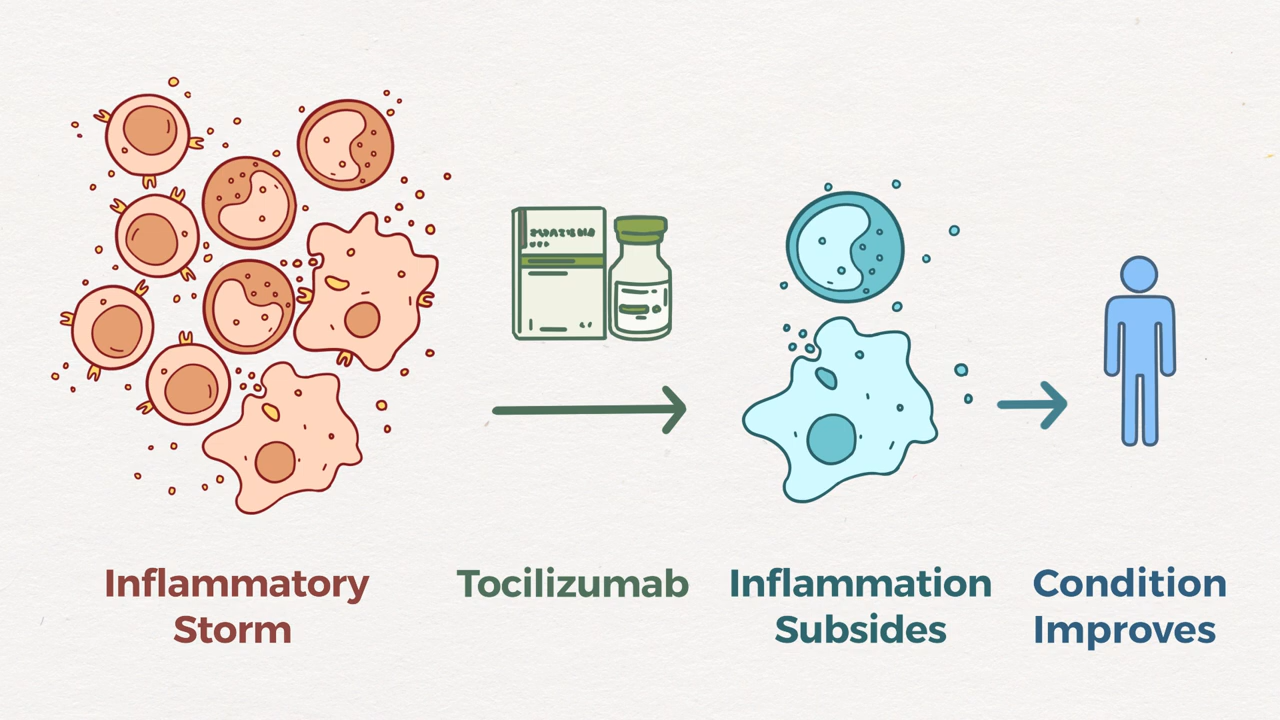 Inflammatory
Storm
Tocilizumab
Inflammation
Subsides
Condition
Improves